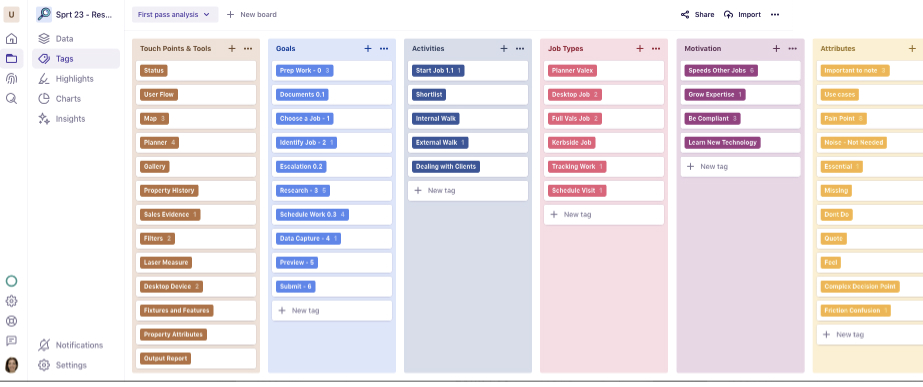 U
Sprt 23 - Res...
First pass analysis
New board
Share
Import
Data
Tags
Highlights
Charts
Insights
Notifications
Settings
Touch Points & Tools
Status
User Flow
Map 3
Planner 4
Gallery
Property History
Sales Evidence 1
Filters 2
Laser Measure
Desktop Device 2
Fixtures and Features
Property Attributes
Output Report
Goals
Prep Work - 0 3
Documents 0.1
Choose a Job - 1
Identify Job - 2 1
Escalation 0.2
Research - 3 5
Schedule Work 0.3 4
Data Capture - 4 1
Preview - 5
Submit - 6
New tag
Activities
Start Job 1.1 1
Shortlist
Internal Walk
External Walk 1
Dealing with Clients
New tag
Job Types
Planner Valex
Desktop Job 2
Full Vals Job 2
Kerbside Job
Tracking Work 1
Schedule Visit 1
New tag
Motivation
Speeds Other Jobs 6
Grow Expertise 1
Be Compliant 3
Learn New Technology
New tag
Attributes
Important to note
Use cases
Pain Point
Noise - Not Needed
Essential 1
Missing
Dont Do
Quote
Feel
Complex Decision Point
Friction Confusion 1
New tag